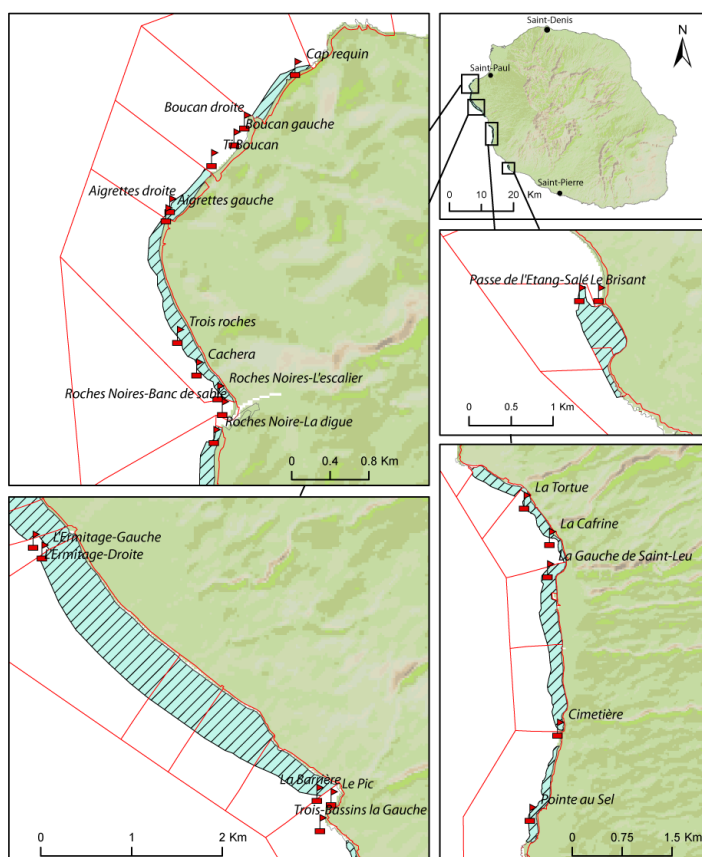 Cap requin
Boucan droite
Boucan gauche
Ti Boucan
Aigrettes droite
Aigrettes gauche
Trois roches
Cachera
Roches Noires-L'escalier
Roches Noires-Banc de sable
Roches Noire-La digue
0 0.4 0.8 Km
Saint-Denis
N
Saint-Paul
Saint-Pierre
0 10 20 Km
Passe de l'Etang-Salé
Le Brisant
0 0.5 1 Km
L'Ermitage-Gauche
L'Ermitage-Droite
La Barrière
Le Pic
Trois-Bassins la Gauche
0 1 2 Km
La Tortue
La Cafrine
La Gauche de Saint-Leu
Cimetière
Pointe au Sel
0 0.75 1.5 Km